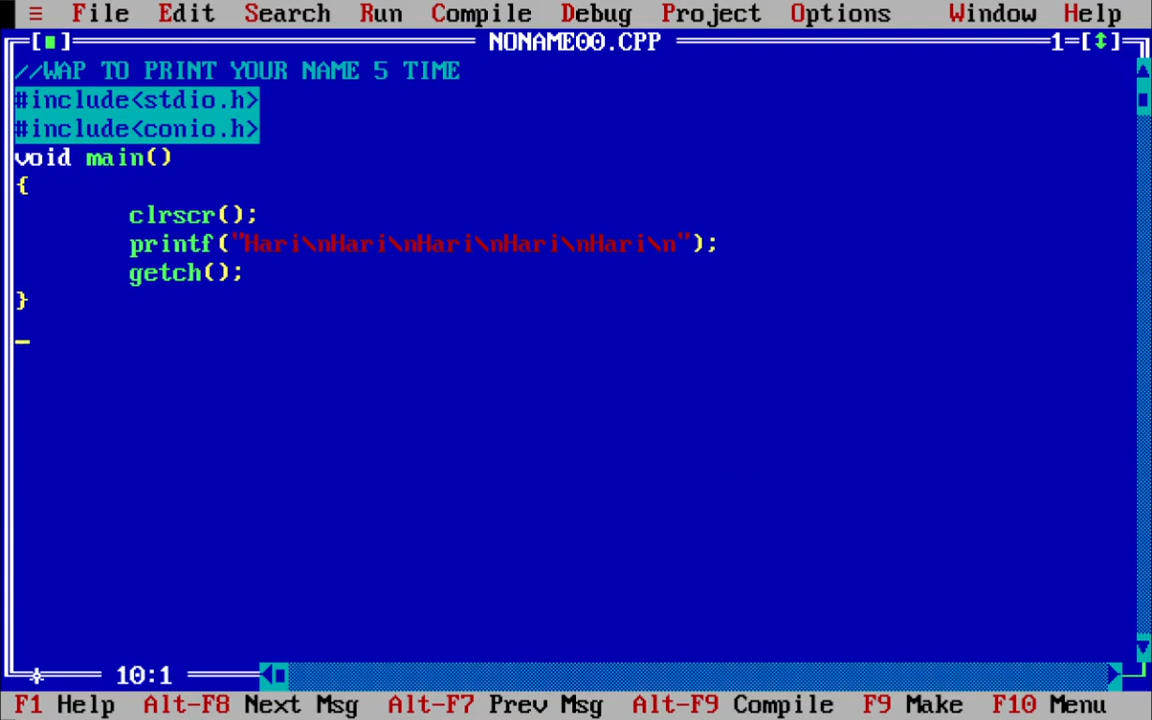 ≡ File Edit Search Run Compile Debug Project Options Window Help
[■] NONAME00.CPP 1=[↕]
//WAP TO PRINT YOUR NAME 5 TIME
#include<stdio.h>
#include<conio.h>
void main()
{
clrscr();
printf("Hari\nHari\nHari\nHari\nHari\n");
getch();
}
10:1
F1 Help Alt-F8 Next Msg Alt-F7 Prev Msg Alt-F9 Compile F9 Make F10 Menu